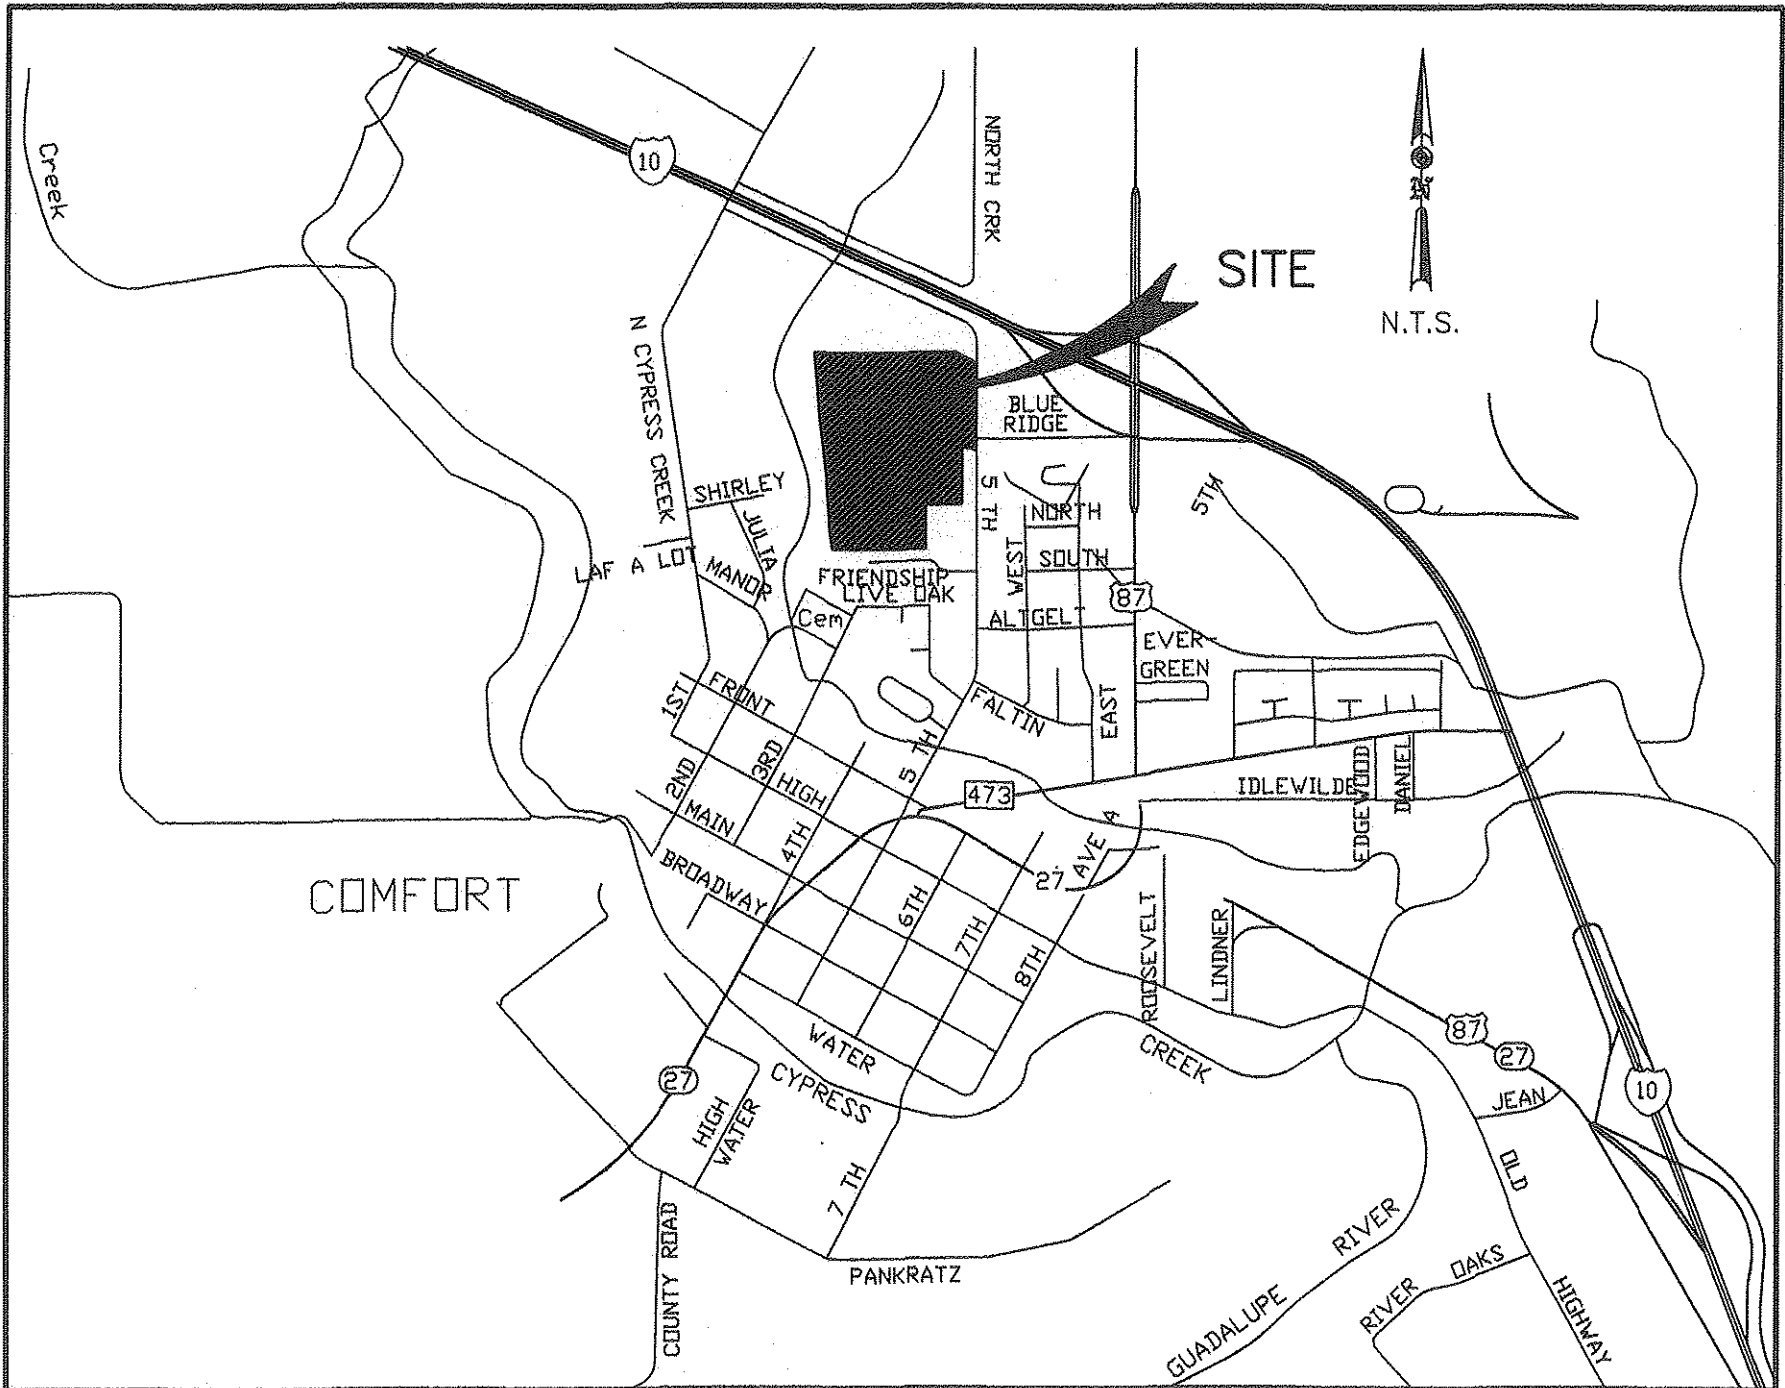 Creek
10
NORTH CRK
N
SITE
N.T.S.
N CYPRESS CREEK
BLUE
RIDGE
SHIRLEY
JULIA
5 TH
NORTH
5TH
WEST
SOUTH
LAF A LOT
MANOR
FRIENDSHIP
LIVE OAK
87
Cem
ALTGELT
EVER-
GREEN
1ST
FRONT
FALTIN
EAST
2ND
3RD
HIGH
5 TH
473
IDLEWILDE
EDGEWOOD
DANIEL
MAIN
4TH
AVE A
BROADWAY
27
COMFORT
6TH
7TH
8TH
ROOSEVELT
LINDNER
WATER
CREEK
87
27
27
CYPRESS
10
JEAN
HIGH
WATER
OLD
7 TH
COUNTY ROAD
RIVER
PANKRATZ
OAKS
GUADALUPE
RIVER
HIGHWAY